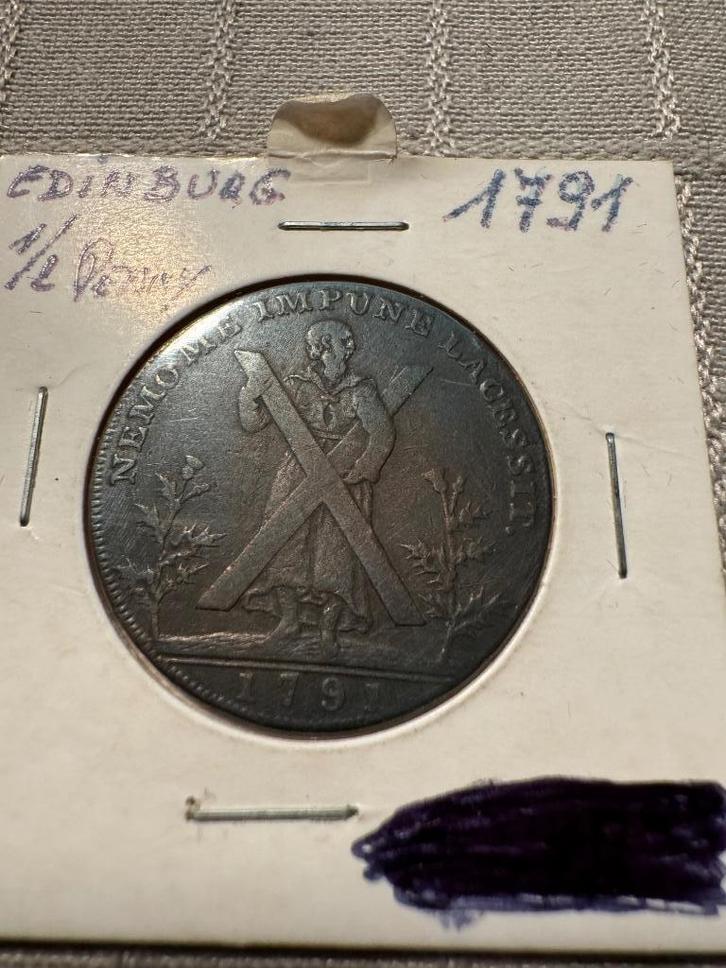 EDINBURG 1791
1/2 Penny
NEMO ME IMPUNE LACESSIT.
1791